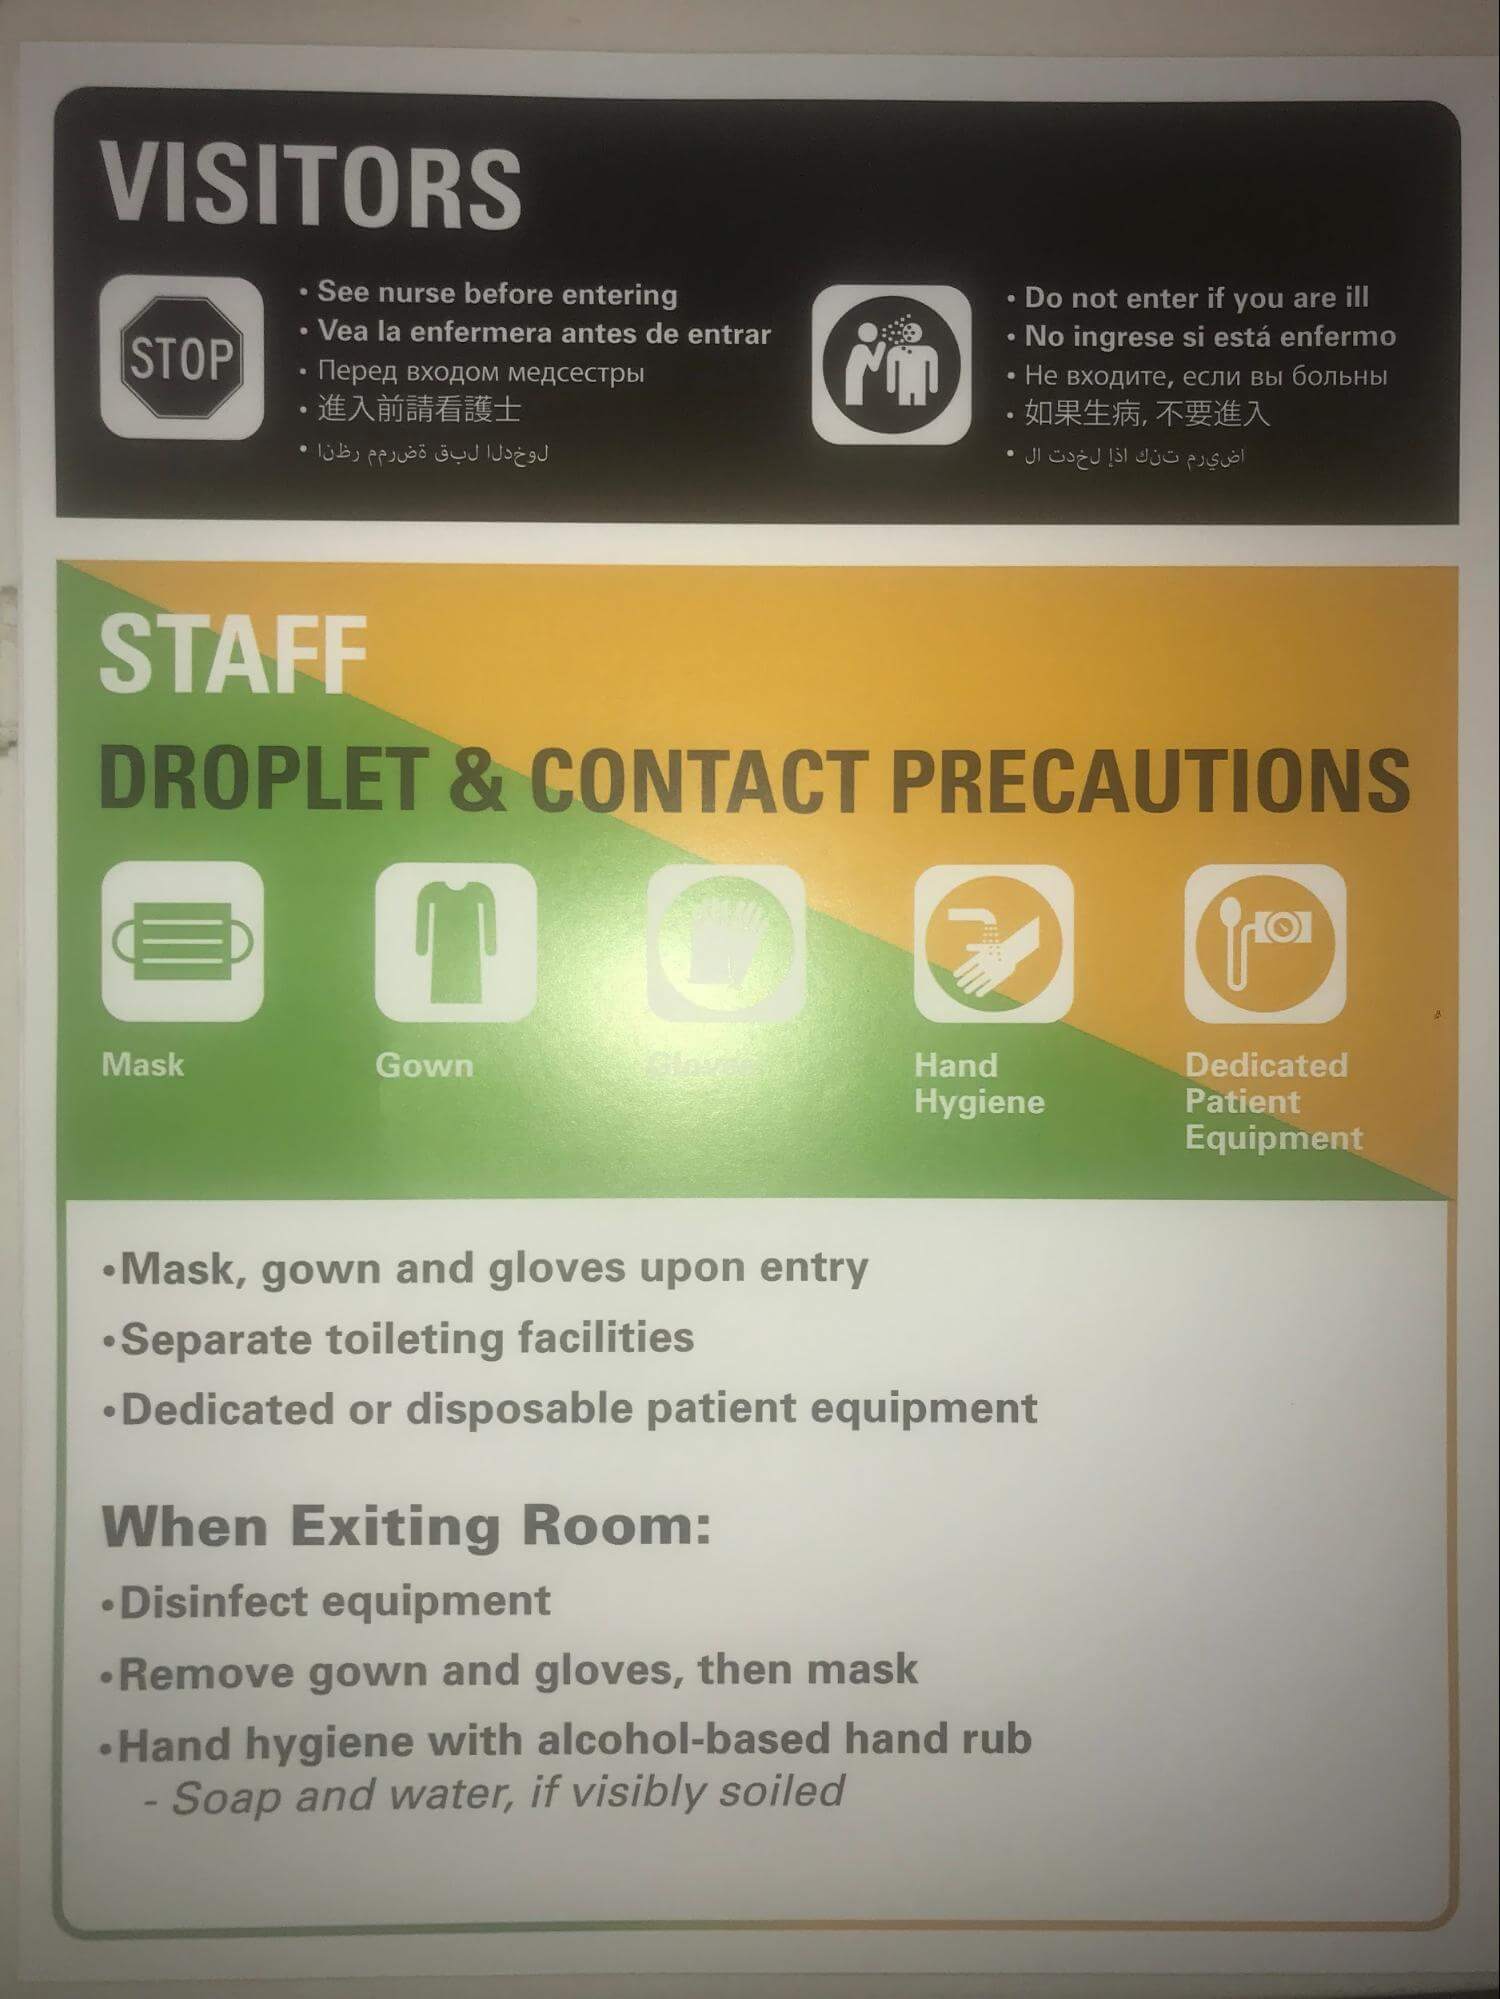 VISITORS
STOP
• See nurse before entering
• Vea la enfermera antes de entrar
• Перед входом медсестры
• 進入前請看護士
• انظر ممرضة قبل الدخول
• Do not enter if you are ill
• No ingrese si está enfermo
• Не входите, если вы больны
• 如果生病, 不要進入
• لا تدخل إذا كنت مريضا
STAFF
DROPLET & CONTACT PRECAUTIONS
Mask
Gown
Gloves
Hand
Hygiene
Dedicated
Patient
Equipment
•Mask, gown and gloves upon entry
•Separate toileting facilities
•Dedicated or disposable patient equipment
When Exiting Room:
•Disinfect equipment
•Remove gown and gloves, then mask
•Hand hygiene with alcohol-based hand rub
- Soap and water, if visibly soiled